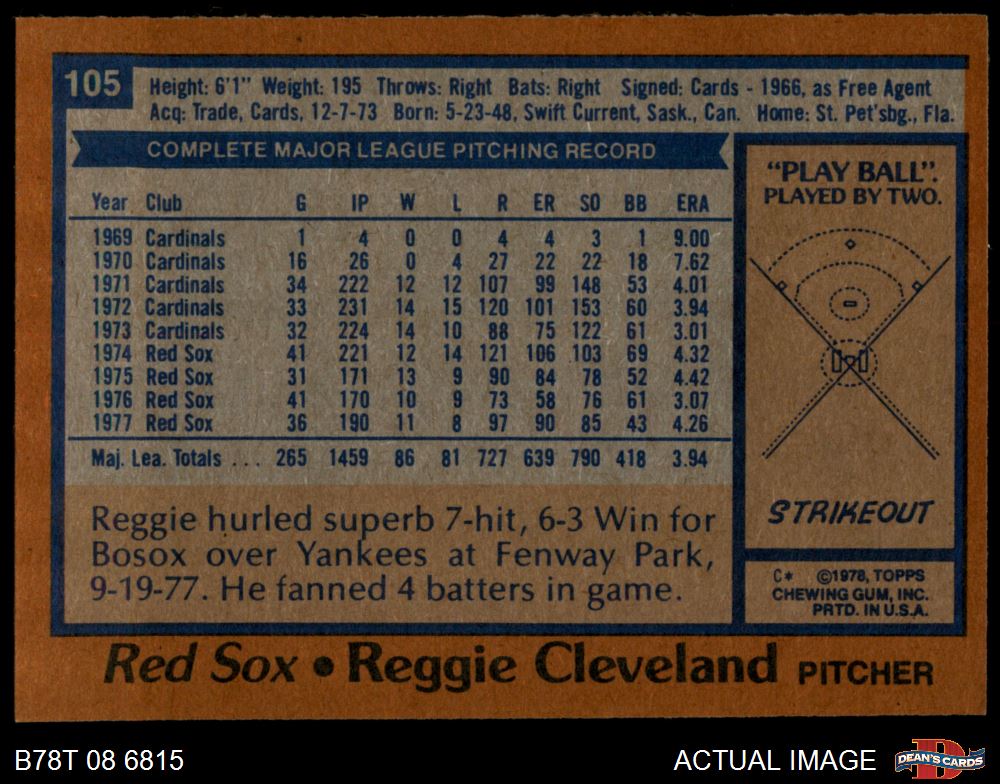 105
Height: 6'1" Weight: 195 Throws: Right Bats: Right Signed: Cards - 1966, as Free Agent
Acq: Trade, Cards, 12-7-73 Born: 5-23-48, Swift Current, Sask., Can. Home: St. Pet'sbg., Fla.
COMPLETE MAJOR LEAGUE PITCHING RECORD
Year Club G IP W L R ER SO BB ERA
1969 Cardinals 1 4 0 0 4 4 3 1 9.00
1970 Cardinals 16 26 0 4 27 22 22 18 7.62
1971 Cardinals 34 222 12 12 107 99 148 53 4.01
1972 Cardinals 33 231 14 15 120 101 153 60 3.94
1973 Cardinals 32 224 14 10 88 75 122 61 3.01
1974 Red Sox 41 221 12 14 121 106 103 69 4.32
1975 Red Sox 31 171 13 9 90 84 78 52 4.42
1976 Red Sox 41 170 10 9 73 58 76 61 3.07
1977 Red Sox 36 190 11 8 97 90 85 43 4.26
Maj. Lea. Totals ... 265 1459 86 81 727 639 790 418 3.94
Reggie hurled superb 7-hit, 6-3 Win for
Bosox over Yankees at Fenway Park,
9-19-77. He fanned 4 batters in game.
"PLAY BALL".
PLAYED BY TWO.
STRIKEOUT
C* ©1978, TOPPS
CHEWING GUM, INC.
PRTD. IN U.S.A.
Red Sox • Reggie Cleveland PITCHER
B78T 08 6815
ACTUAL IMAGE
DEAN'S CARDS